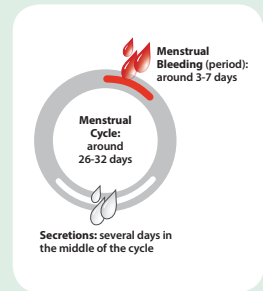 Menstrual
Bleeding (period):
around 3-7 days
Menstrual
Cycle:
around
26-32 days
Secretions: several days in
the middle of the cycle